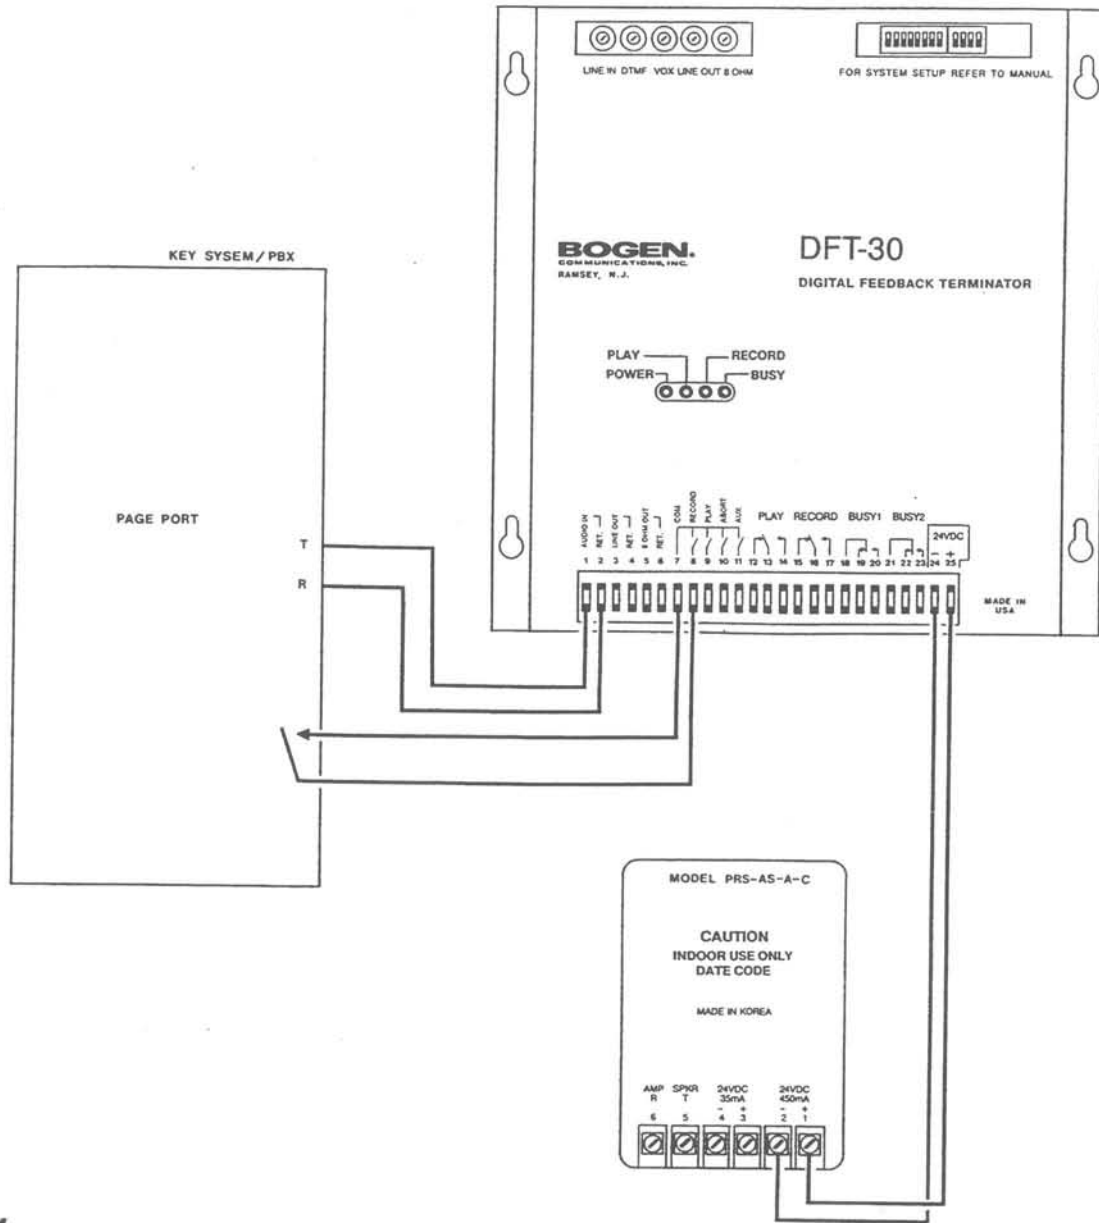 LINE IN DTMF VOX LINE OUT 8 OHM
FOR SYSTEM SETUP REFER TO MANUAL
BOGEN.
COMMUNICATIONS, INC.
RAMSEY, N.J.
DFT-30
DIGITAL FEEDBACK TERMINATOR
PLAY RECORD
POWER BUSY
KEY SYSEM/PBX
PAGE PORT
T
R
AUDIO IN
RET.
LINE OUT
RET.
8 OHM OUT
RET.
COM
RECORD
PLAY
ABORT
AUX
PLAY RECORD BUSY1 BUSY2
24VDC
- +
1 2 3 4 5 6 7 8 9 10 11 12 13 14 15 16 17 18 19 20 21 22 23 24 25
MADE IN
USA
MODEL PRS-AS-A-C
CAUTION
INDOOR USE ONLY
DATE CODE
MADE IN KOREA
AMP SPKR 24VDC 24VDC
R T 35mA 450mA
- + - +
6 5 4 3 2 1